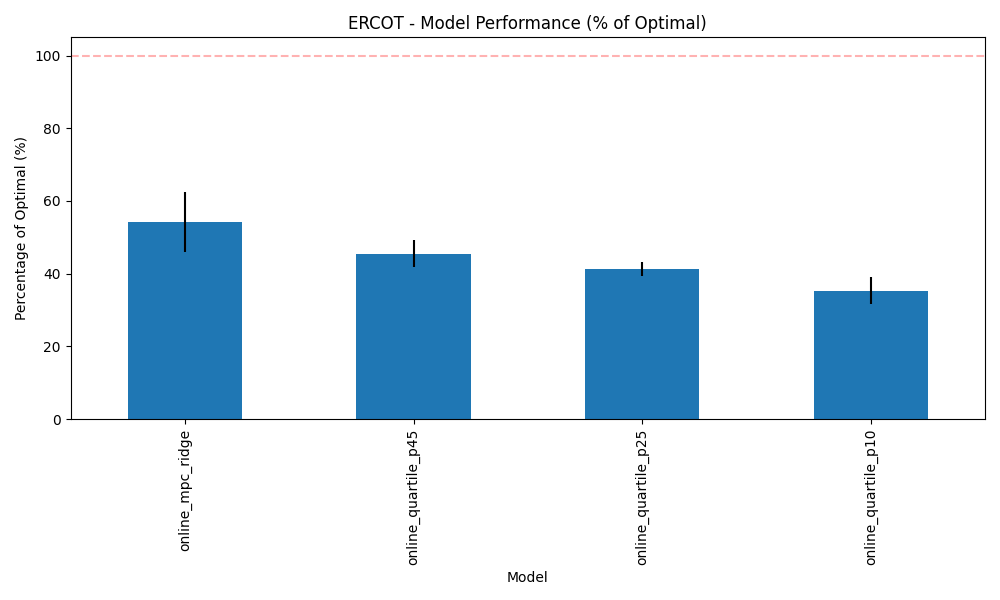 ERCOT - Model Performance (% of Optimal)
Percentage of Optimal (%)
100
80
60
40
20
0
online_mpc_ridge
online_quartile_p45
online_quartile_p25
online_quartile_p10
Model